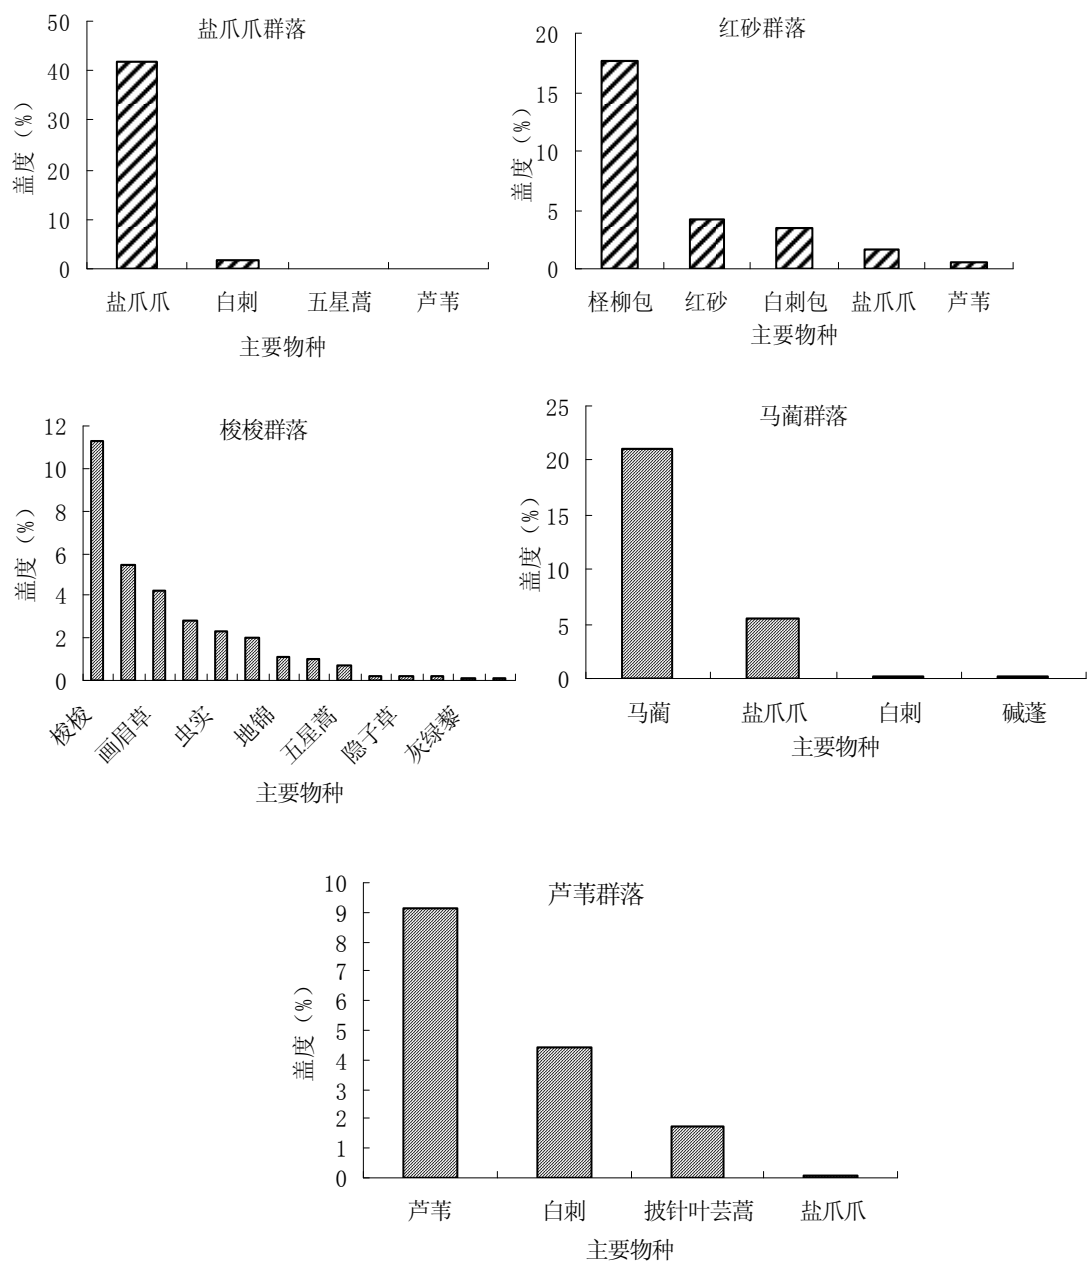 盐爪爪群落
盖度（%）
50
40
30
20
10
0
盐爪爪 白刺 五星蒿 芦苇
主要物种
红砂群落
盖度（%）
20
15
10
5
0
柽柳包 红砂 白刺包 盐爪爪 芦苇
主要物种
梭梭群落
盖度（%）
12
10
8
6
4
2
0
梭梭 画眉草 虫实 地锦 五星蒿 隐子草 灰绿藜
主要物种
马蔺群落
盖度（%）
25
20
15
10
5
0
马蔺 盐爪爪 白刺 碱蓬
主要物种
芦苇群落
盖度（%）
10
9
8
7
6
5
4
3
2
1
0
芦苇 白刺 披针叶芸蒿 盐爪爪
主要物种